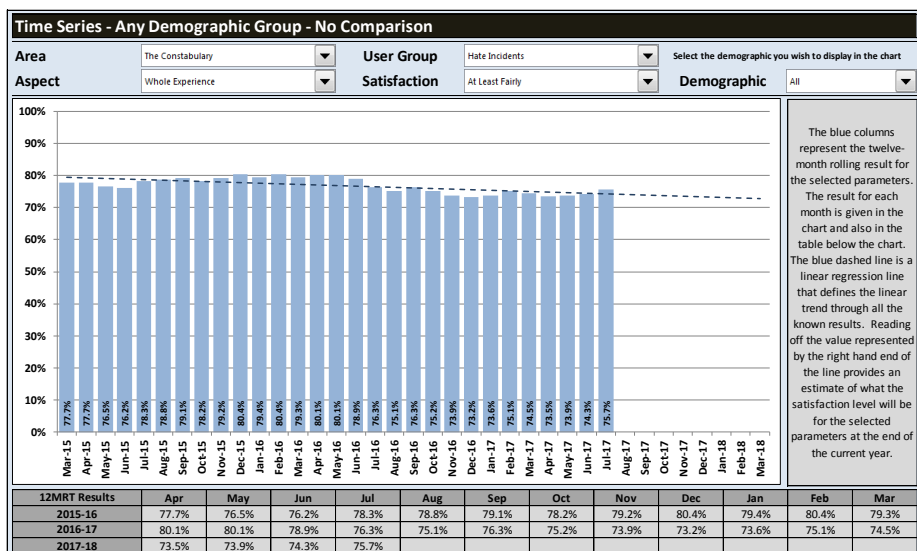 Time Series - Any Demographic Group - No Comparison
Area
The Constabulary
User Group
Hate Incidents
Select the demographic you wish to display in the chart
Aspect
Whole Experience
Satisfaction
At Least Fairly
Demographic
All
100%
90%
80%
70%
60%
50%
40%
30%
20%
10%
0%
77.7% 77.7% 76.5% 76.2% 78.3% 78.8% 79.1% 78.2% 79.2% 80.4% 79.4% 80.4% 79.3% 80.1% 80.1% 78.9% 76.3% 75.1% 76.3% 75.2% 73.9% 73.2% 73.6% 75.1% 74.5% 73.5% 73.9% 74.3% 75.7%
Mar-15 Apr-15 May-15 Jun-15 Jul-15 Aug-15 Sep-15 Oct-15 Nov-15 Dec-15 Jan-16 Feb-16 Mar-16 Apr-16 May-16 Jun-16 Jul-16 Aug-16 Sep-16 Oct-16 Nov-16 Dec-16 Jan-17 Feb-17 Mar-17 Apr-17 May-17 Jun-17 Jul-17 Aug-17 Sep-17 Oct-17 Nov-17 Dec-17 Jan-18 Feb-18 Mar-18
The blue columns
represent the twelve-
month rolling result for
the selected parameters.
The result for each
month is given in the
chart and also in the
table below the chart.
The blue dashed line is a
linear regression line
that defines the linear
trend through all the
known results. Reading
off the value represented
by the right hand end of
the line provides an
estimate of what the
satisfaction level will be
for the selected
parameters at the end of
the current year.
12MRT Results Apr May Jun Jul Aug Sep Oct Nov Dec Jan Feb Mar
2015-16 77.7% 76.5% 76.2% 78.3% 78.8% 79.1% 78.2% 79.2% 80.4% 79.4% 80.4% 79.3%
2016-17 80.1% 80.1% 78.9% 76.3% 75.1% 76.3% 75.2% 73.9% 73.2% 73.6% 75.1% 74.5%
2017-18 73.5% 73.9% 74.3% 75.7%